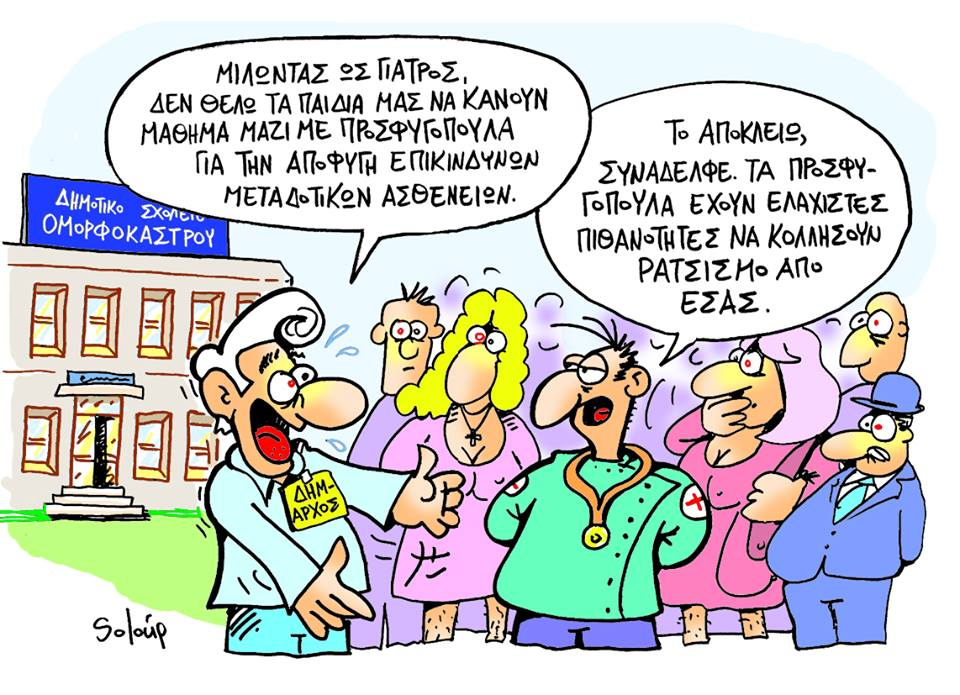 ΜΙΛΩΝΤΑΣ ΩΣ ΓΙΑΤΡΟΣ,
ΔΕΝ ΘΕΛΩ ΤΑ ΠΑΙΔΙΑ ΜΑΣ ΝΑ ΚΑΝΟΥΝ
ΜΑΘΗΜΑ ΜΑΖΙ ΜΕ ΠΡΟΣΦΥΓΟΠΟΥΛΑ
ΓΙΑ ΤΗΝ ΑΠΟΦΥΓΗ ΕΠΙΚΙΝΔΥΝΩΝ
ΜΕΤΑΔΟΤΙΚΩΝ ΑΣΘΕΝΕΙΩΝ.
ΤΟ ΑΠΟΚΛΕΙΩ,
ΣΥΝΑΔΕΛΦΕ. ΤΑ ΠΡΟΣΦΥ-
ΓΟΠΟΥΛΑ ΕΧΟΥΝ ΕΛΑΧΙΣΤΕΣ
ΠΙΘΑΝΟΤΗΤΕΣ ΝΑ ΚΟΛΛΗΣΟΥΝ
ΡΑΤΣΙΣΜΟ ΑΠΟ
ΕΣΑΣ.
ΔΗΜΟΤΙΚΟ ΣΧΟΛΕΙΟ
ΟΜΟΡΦΟΚΑΣΤΡΟΥ
ΔΗΜ-
ΑΡΧΟΣ
Soloúp